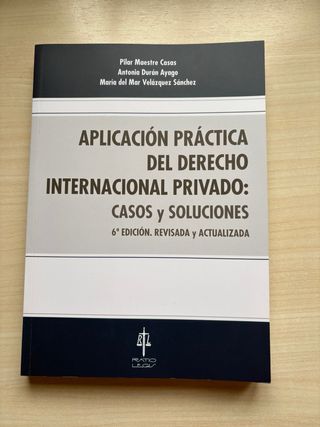 Pilar Maestre Casas
Antonia Durán Ayago
María del Mar Velázquez Sánchez
APLICACIÓN PRÁCTICA
DEL DERECHO
INTERNACIONAL PRIVADO:
CASOS y SOLUCIONES
6ª EDICIÓN. REVISADA y ACTUALIZADA
RATIO
LEGIS